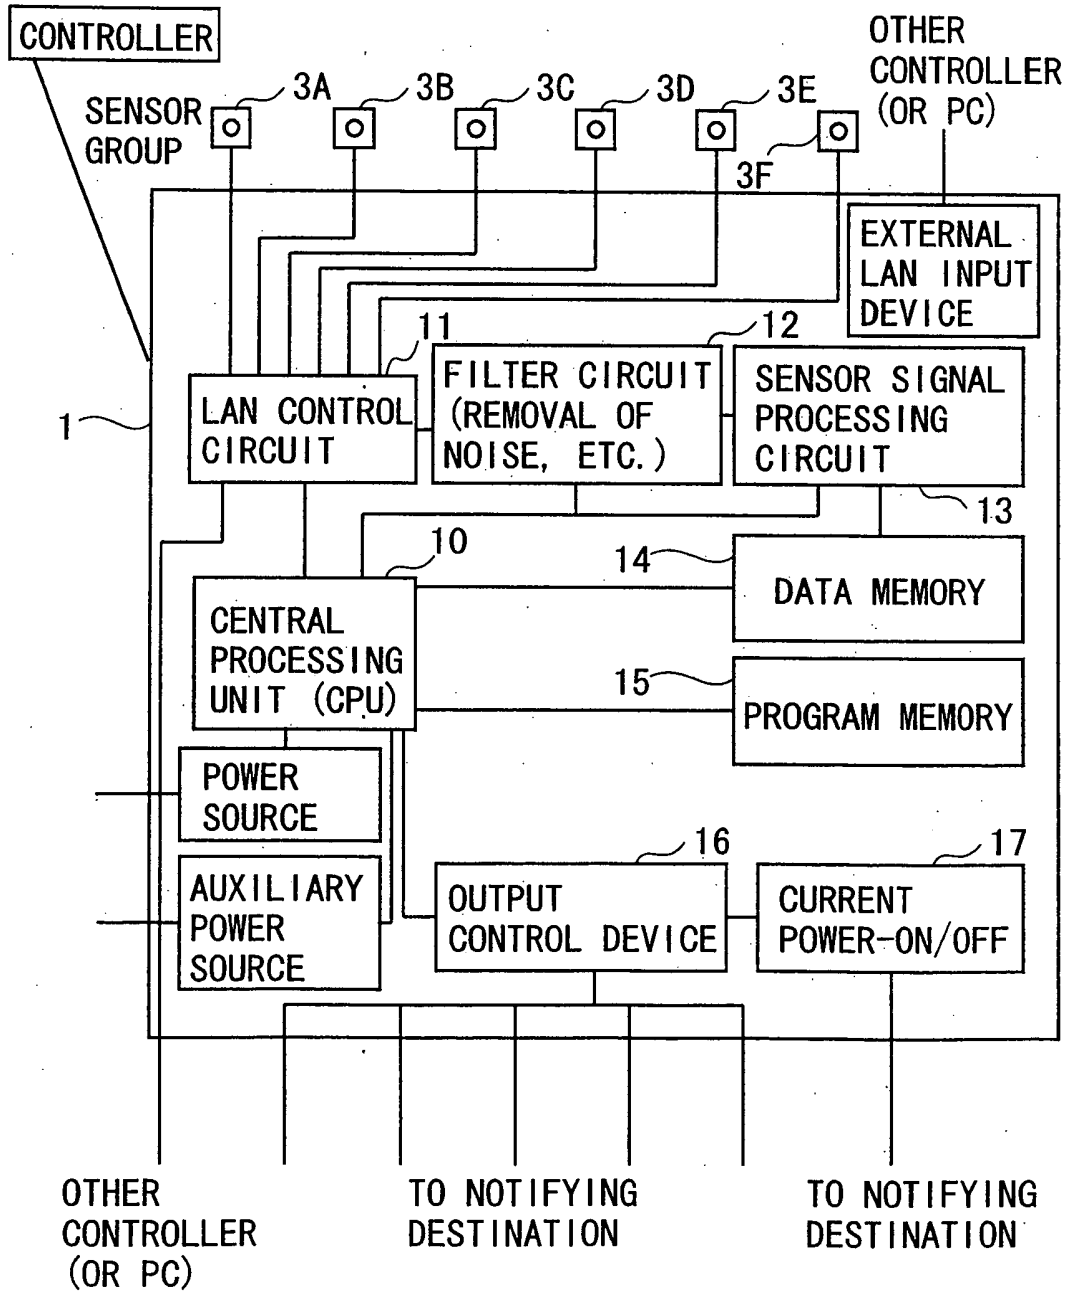 CONTROLLER
OTHER
CONTROLLER
(OR PC)
SENSOR
GROUP
3A
3B
3C
3D
3E
3F
EXTERNAL
LAN INPUT
DEVICE
11
12
1
LAN CONTROL
CIRCUIT
FILTER CIRCUIT
(REMOVAL OF
NOISE, ETC.)
SENSOR SIGNAL
PROCESSING
CIRCUIT
13
10
14
DATA MEMORY
CENTRAL
PROCESSING
UNIT (CPU)
15
PROGRAM MEMORY
POWER
SOURCE
16
17
AUXILIARY
POWER
SOURCE
OUTPUT
CONTROL DEVICE
CURRENT
POWER-ON/OFF
OTHER
CONTROLLER
(OR PC)
TO NOTIFYING
DESTINATION
TO NOTIFYING
DESTINATION